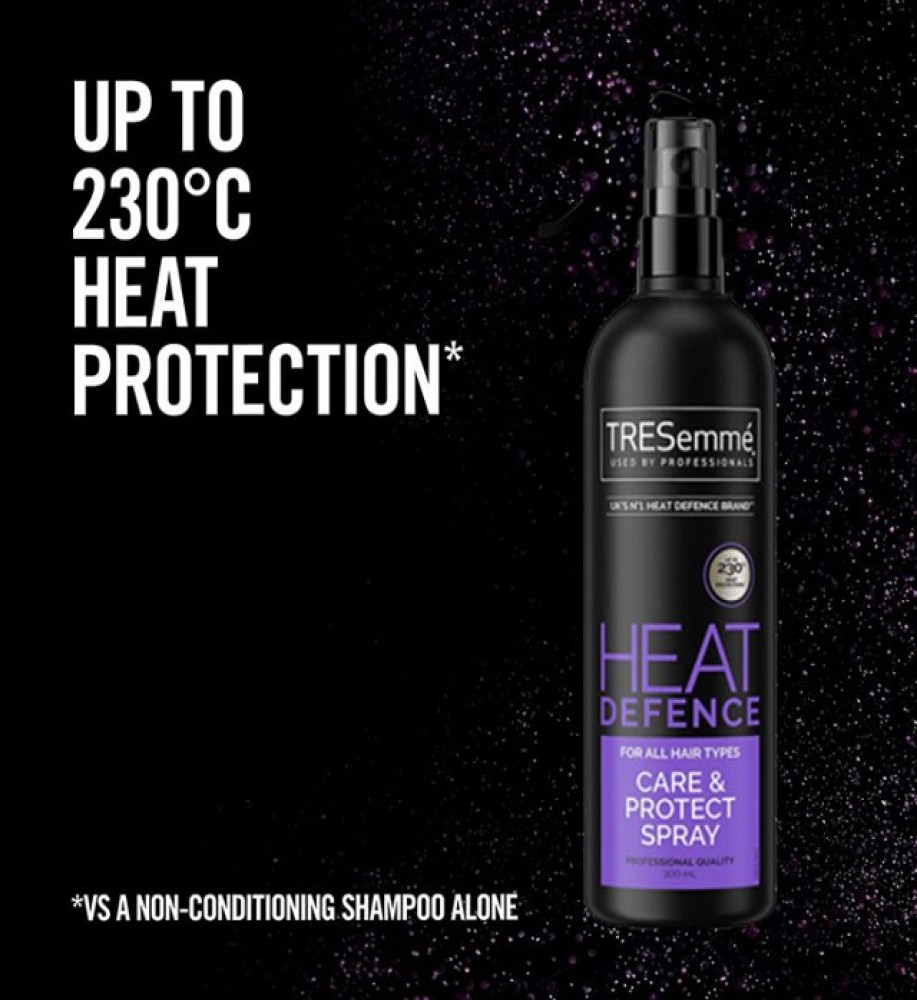 UP TO
230°C
HEAT
PROTECTION*
TRESemmé
USED BY PROFESSIONALS
UK'S Nº1 HEAT DEFENCE BRAND**
230°
HEAT
DEFENCE
FOR ALL HAIR TYPES
CARE &
PROTECT
SPRAY
PROFESSIONAL QUALITY
300 mL
*VS A NON-CONDITIONING SHAMPOO ALONE